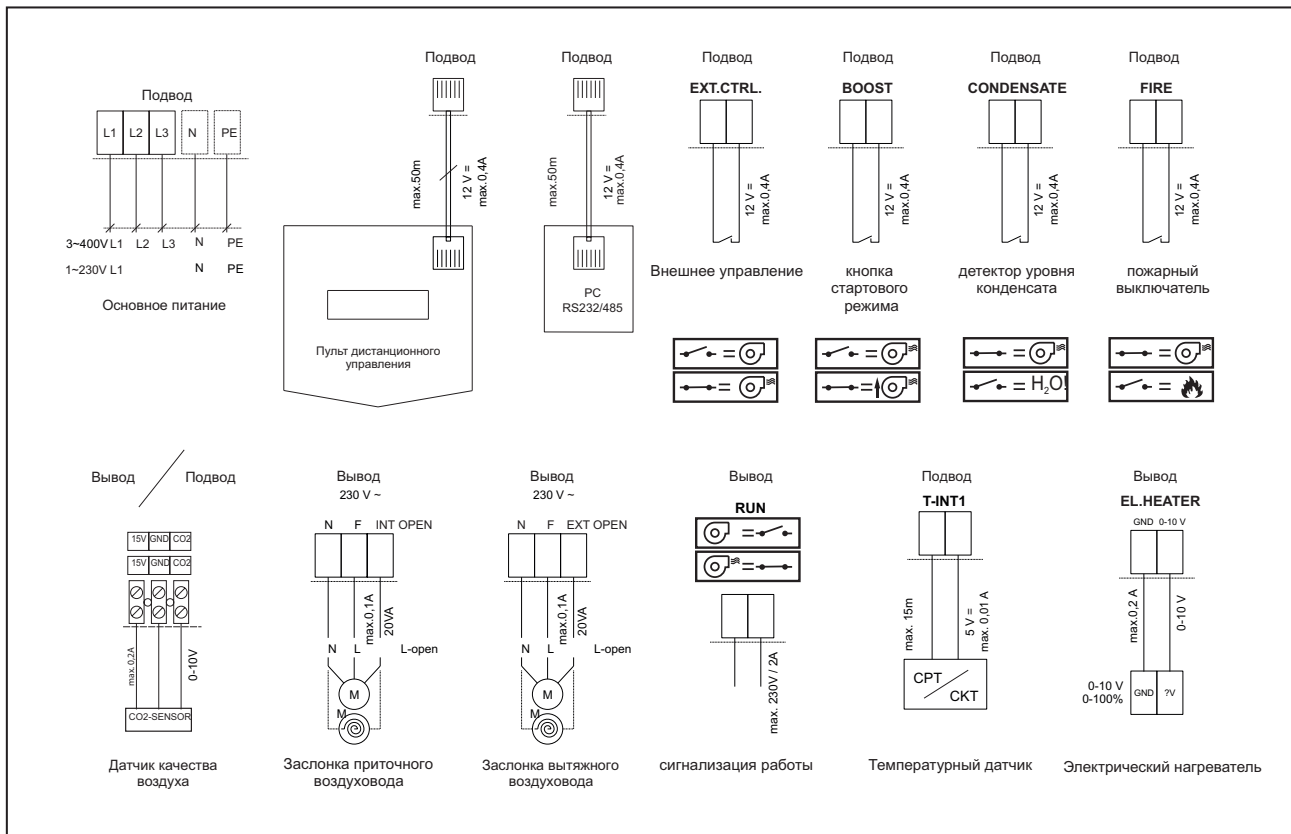 Подвод
L1 L2 L3 N PE
3~400V L1 L2 L3 N PE
1~230V L1 N PE
Основное питание
Подвод
max.50m
12 V =
max.0,4A
Пульт дистанционного
управления
Подвод
max.50m
12 V =
max.0,4A
PC
RS232/485
Подвод
EXT.CTRL.
12 V =
max.0,4A
Внешнее управление
=
=
Подвод
BOOST
12 V =
max.0,4A
кнопка
стартового
режима
=
=
Подвод
CONDENSATE
12 V =
max.0,4A
детектор уровня
конденсата
=
= H₂O!
Подвод
FIRE
12 V =
max.0,4A
пожарный
выключатель
=
=
Вывод / Подвод
15V GND CO2
15V GND CO2
max. 0,2A
0-10V
CO2-SENSOR
Датчик качества
воздуха
Вывод
230 V ~
N F INT OPEN
max.0,1A
20VA
N L L-open
M
M
Заслонка приточного
воздуховода
Вывод
230 V ~
N F EXT OPEN
max.0,1A
20VA
N L L-open
M
M
Заслонка вытяжного
воздуховода
Вывод
RUN
=
=
max. 230V / 2A
сигнализация работы
Подвод
T-INT1
max. 15m
5 V =
max. 0,01 A
CPT
CKT
Температурный датчик
Вывод
EL.HEATER
GND 0-10 V
max.0,2 A
0-10 V
0-10 V
0-100%
GND ?V
Электрический нагреватель